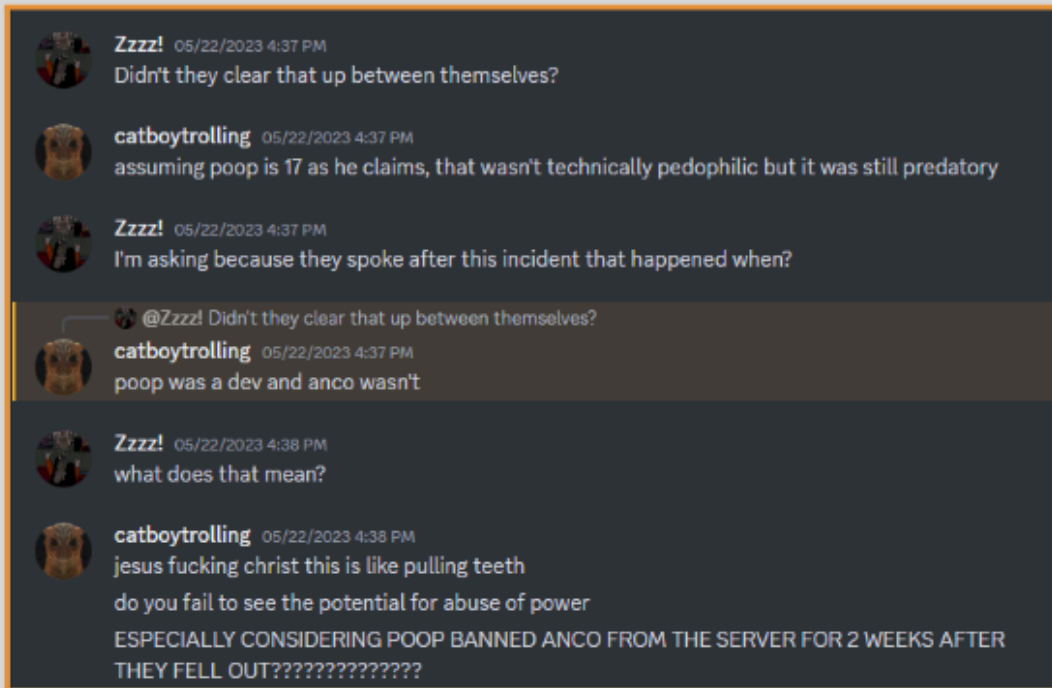 Zzzz! 05/22/2023 4:37 PM
Didn't they clear that up between themselves?
catboytrolling 05/22/2023 4:37 PM
assuming poop is 17 as he claims, that wasn't technically pedophilic but it was still predatory
Zzzz! 05/22/2023 4:37 PM
I'm asking because they spoke after this incident that happened when?
@Zzzz! Didn't they clear that up between themselves?
catboytrolling 05/22/2023 4:37 PM
poop was a dev and anco wasn't
Zzzz! 05/22/2023 4:38 PM
what does that mean?
catboytrolling 05/22/2023 4:38 PM
jesus fucking christ this is like pulling teeth
do you fail to see the potential for abuse of power
ESPECIALLY CONSIDERING POOP BANNED ANCO FROM THE SERVER FOR 2 WEEKS AFTER
THEY FELL OUT??????????????